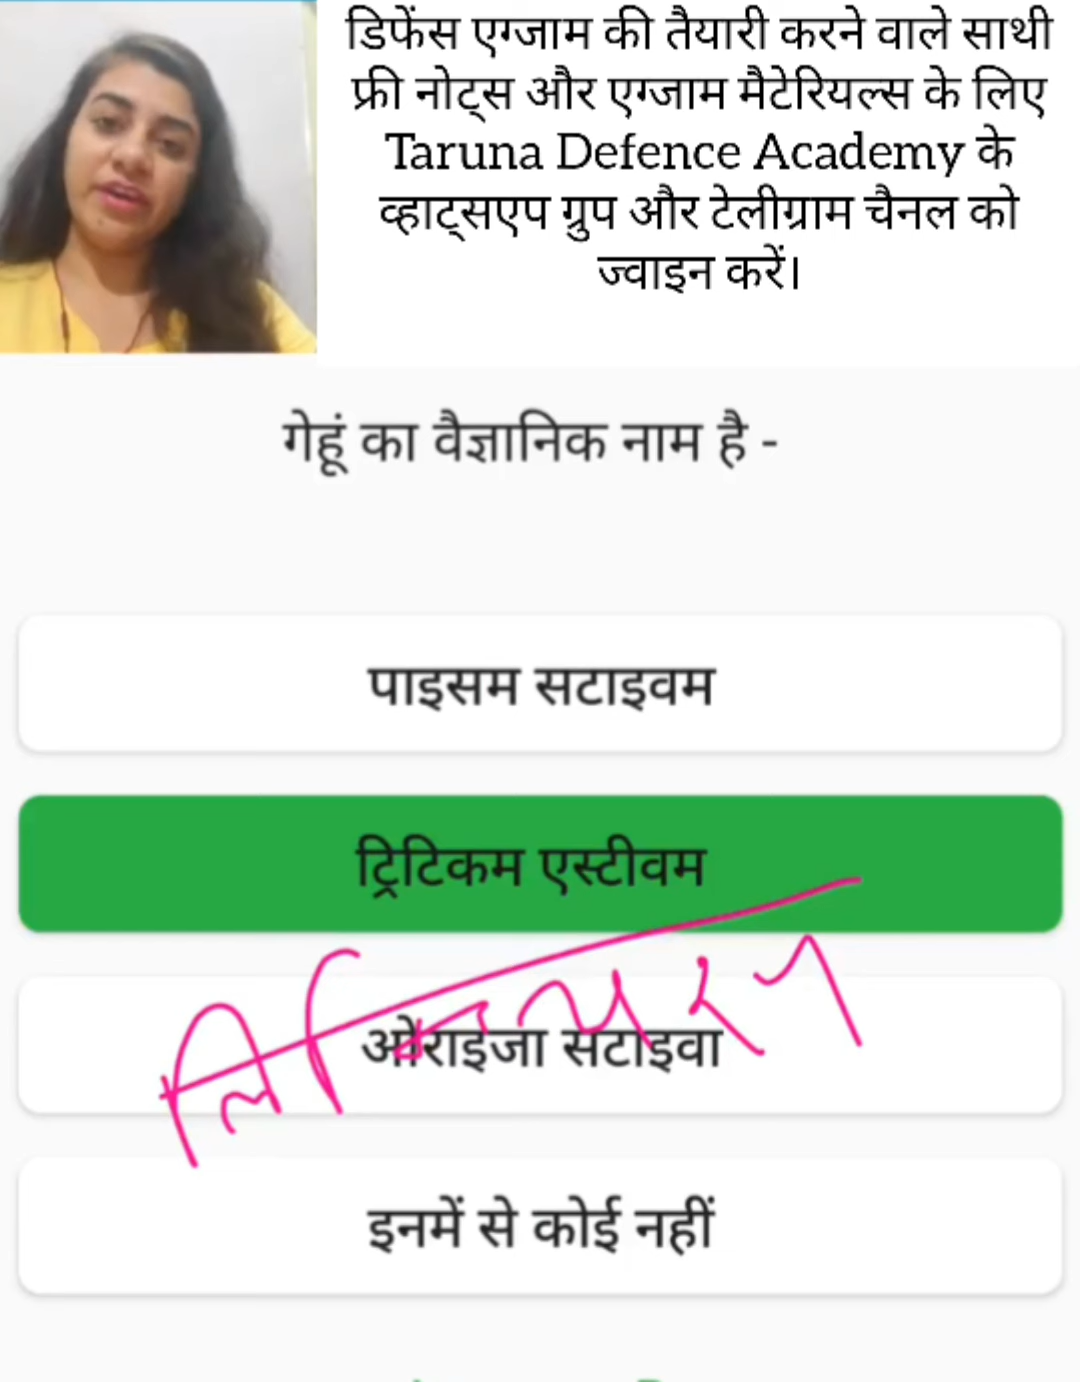 डिफेंस एग्जाम की तैयारी करने वाले साथी
फ्री नोट्स और एग्जाम मैटेरियल्स के लिए
Taruna Defence Academy के
व्हाट्सएप ग्रुप और टेलीग्राम चैनल को
ज्वाइन करें।
गेहूं का वैज्ञानिक नाम है -
पाइसम सटाइवम
ट्रिटिकम एस्टीवम
ओराइजा सटाइवा
इनमें से कोई नहीं